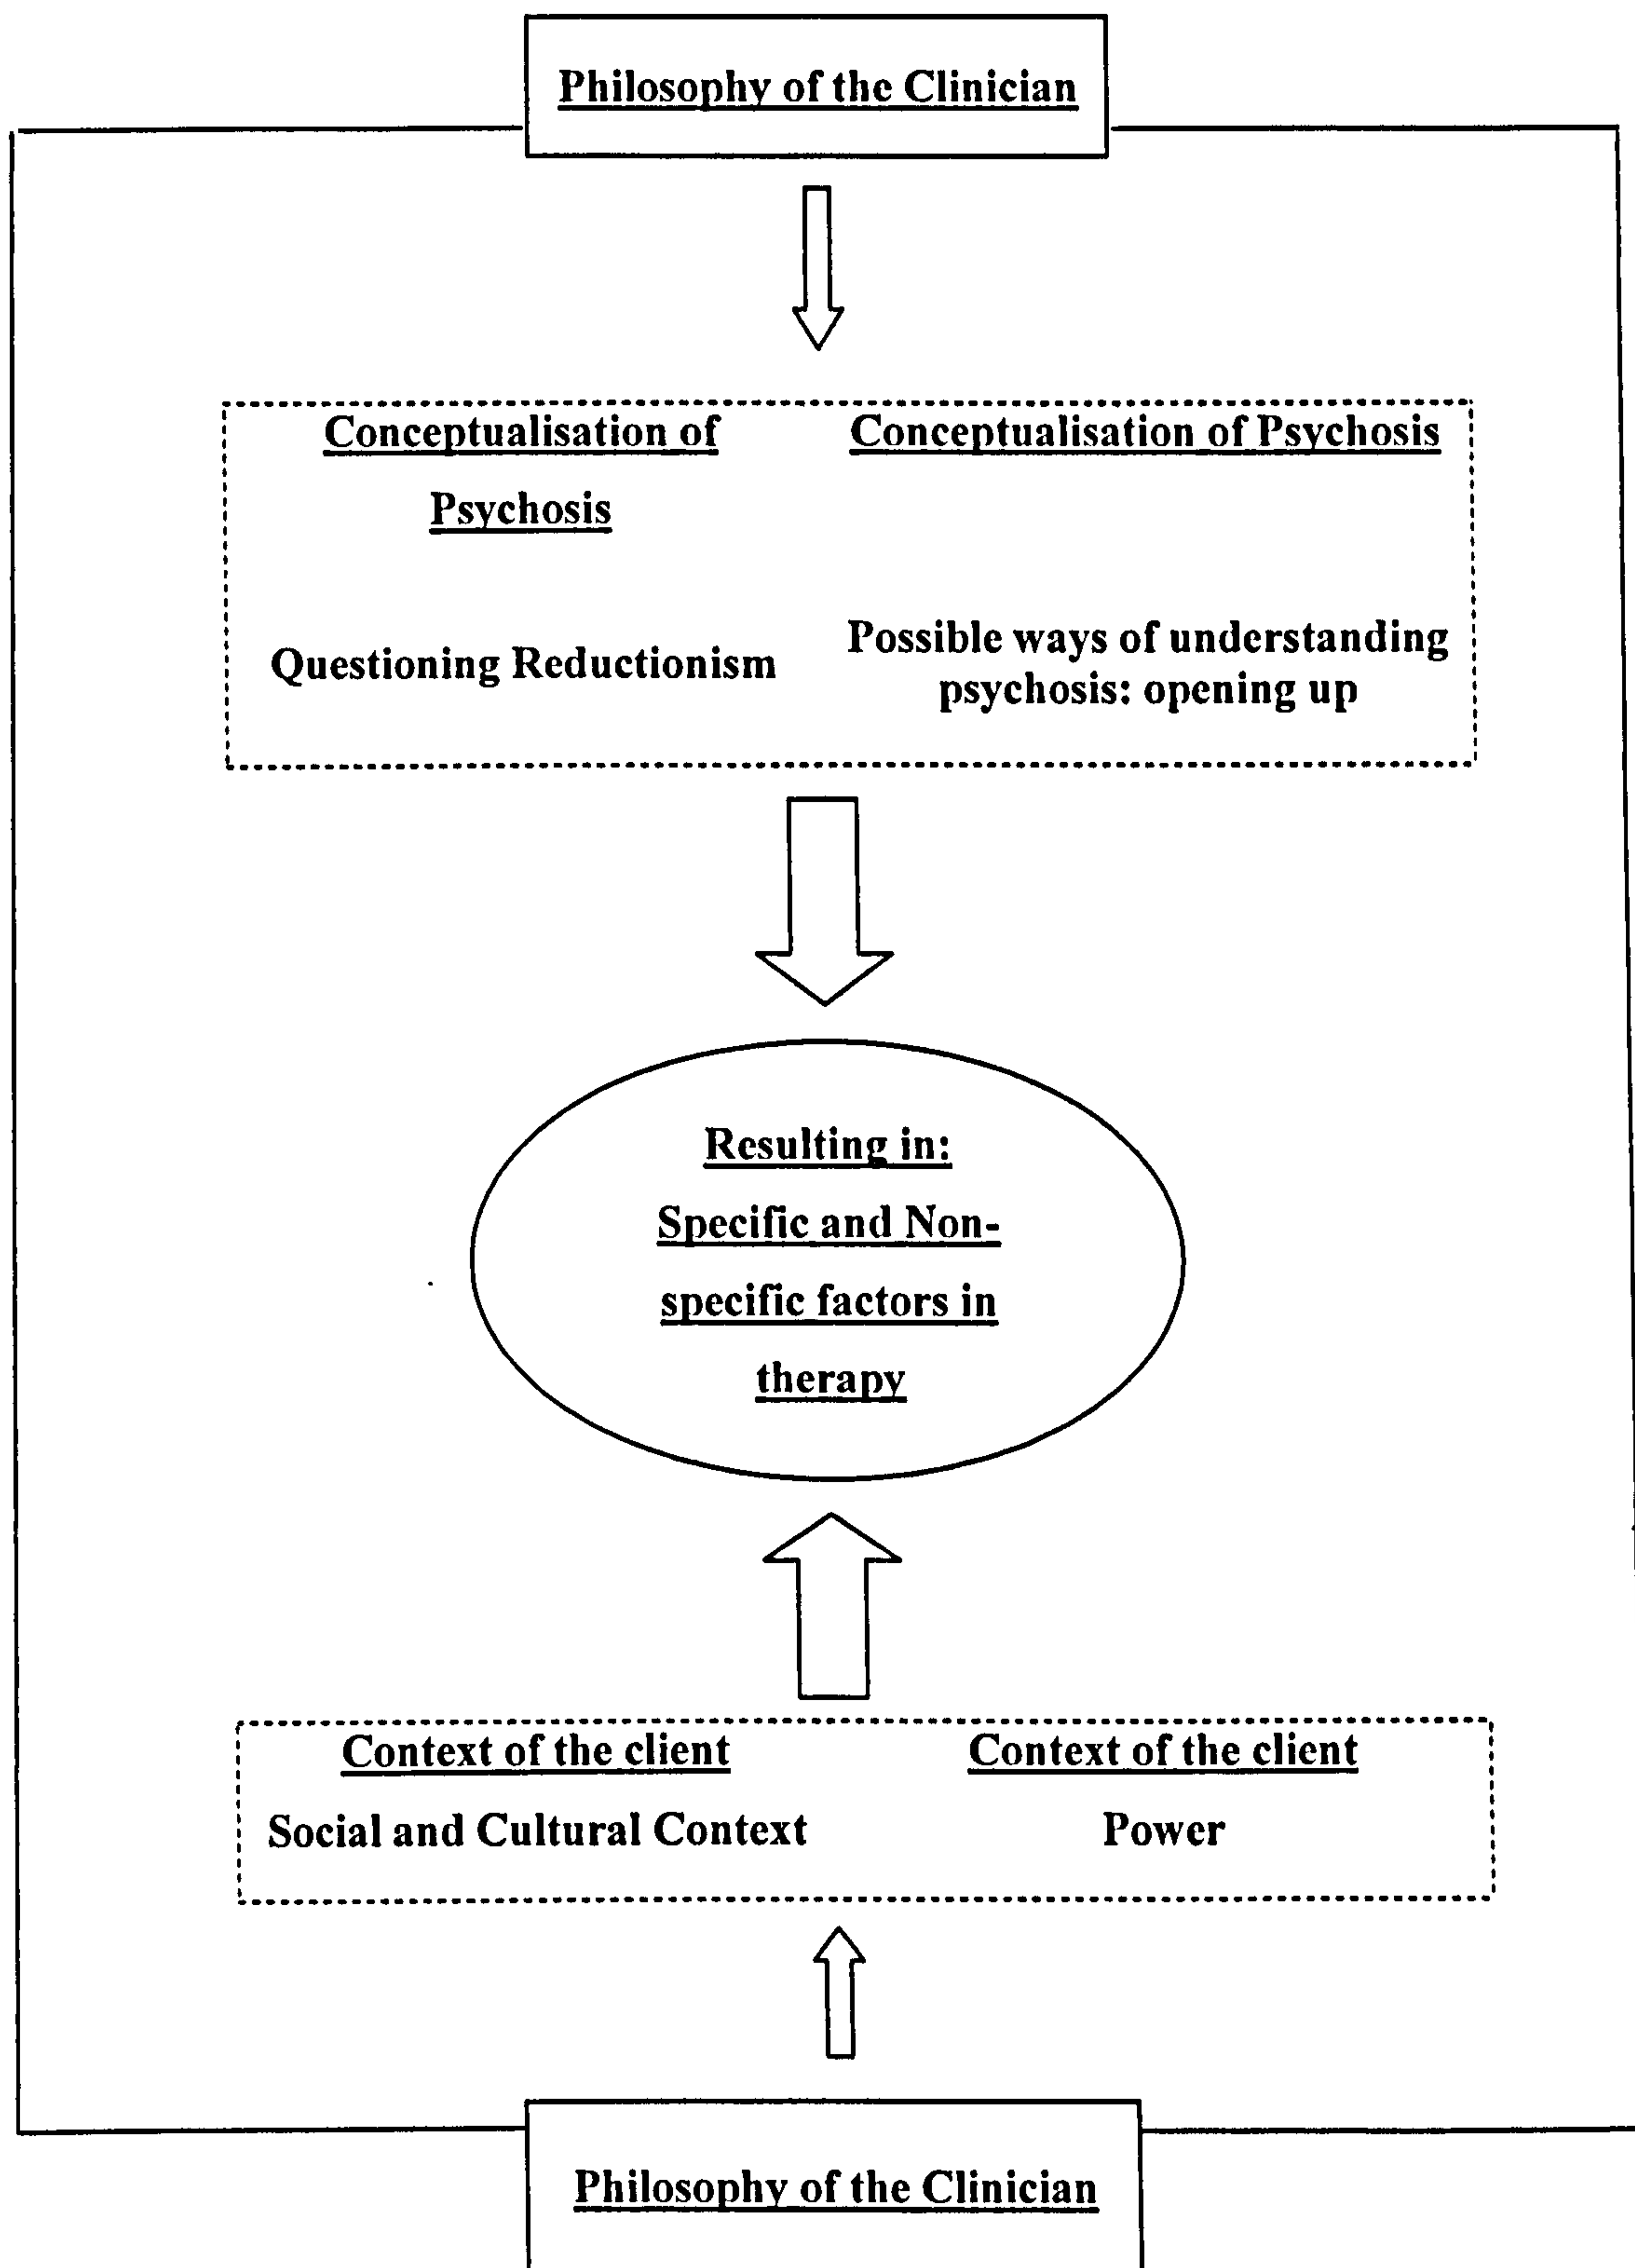 Philosophy of the Clinician
Conceptualisation of
Psychosis
Questioning Reductionism
Conceptualisation of Psychosis
Possible ways of understanding
psychosis: opening up
Resulting in:
Specific and Non-
specific factors in
therapy
Context of the client
Social and Cultural Context
Context of the client
Power
Philosophy of the Clinician